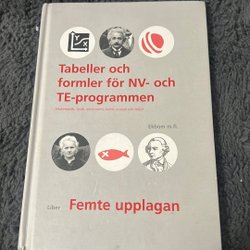 Tabeller och
formler för NV- och
TE-programmen
Ekbom m.fl.
Liber
Femte upplagan